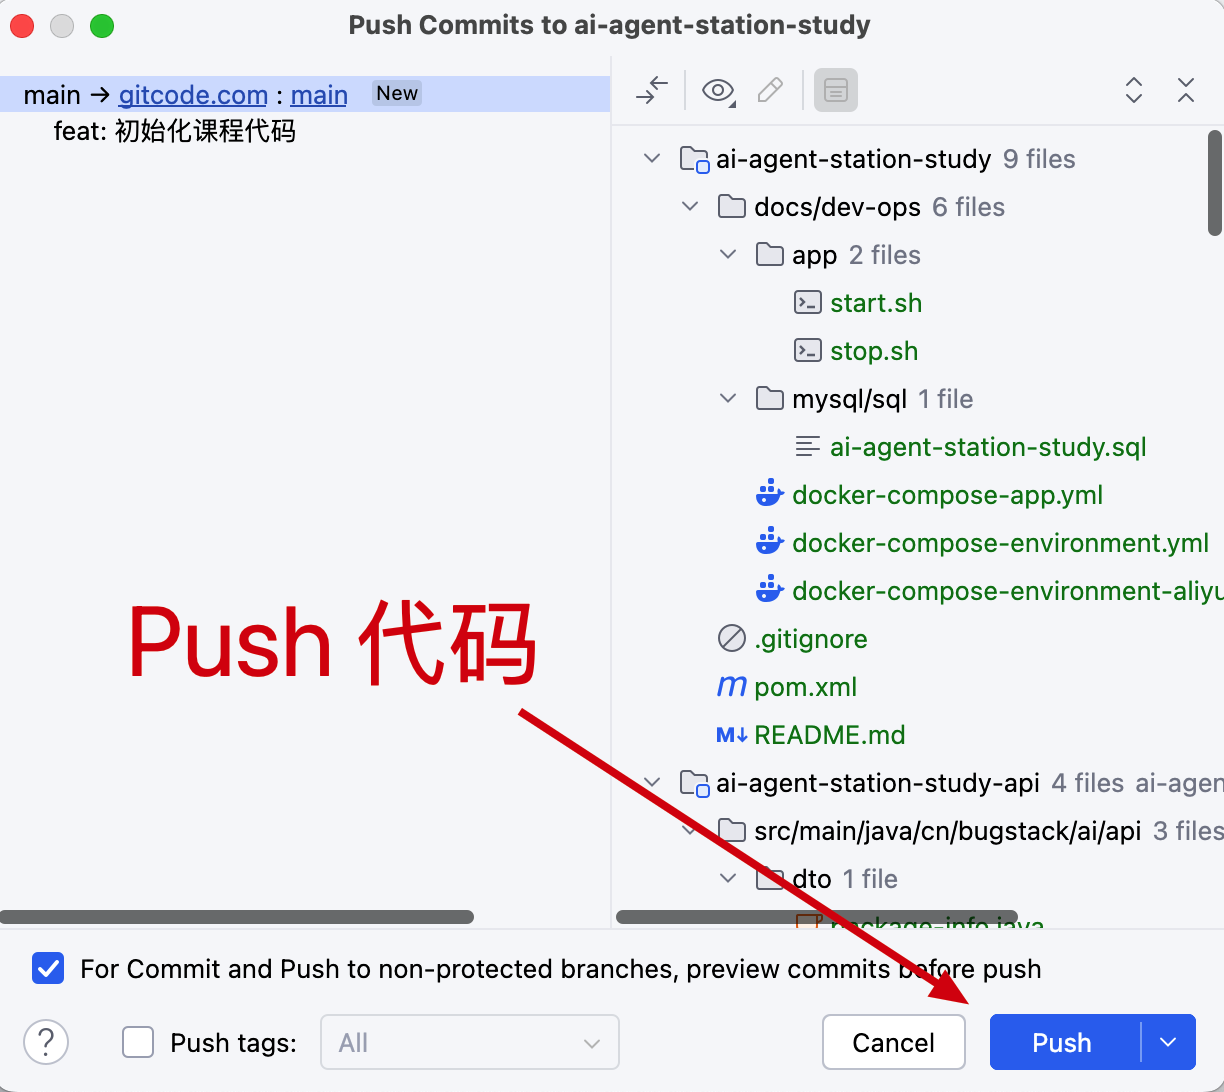 Push Commits to ai-agent-station-study
main → gitcode.com : main New
feat: 初始化课程代码
ai-agent-station-study 9 files
docs/dev-ops 6 files
app 2 files
start.sh
stop.sh
mysql/sql 1 file
ai-agent-station-study.sql
docker-compose-app.yml
docker-compose-environment.yml
docker-compose-environment-aliyu
.gitignore
pom.xml
README.md
ai-agent-station-study-api 4 files ai-agen
src/main/java/cn/bugstack/ai/api 3 files
dto 1 file
package-info.java
Push 代码
For Commit and Push to non-protected branches, preview commits before push
Push tags: All
Cancel
Push